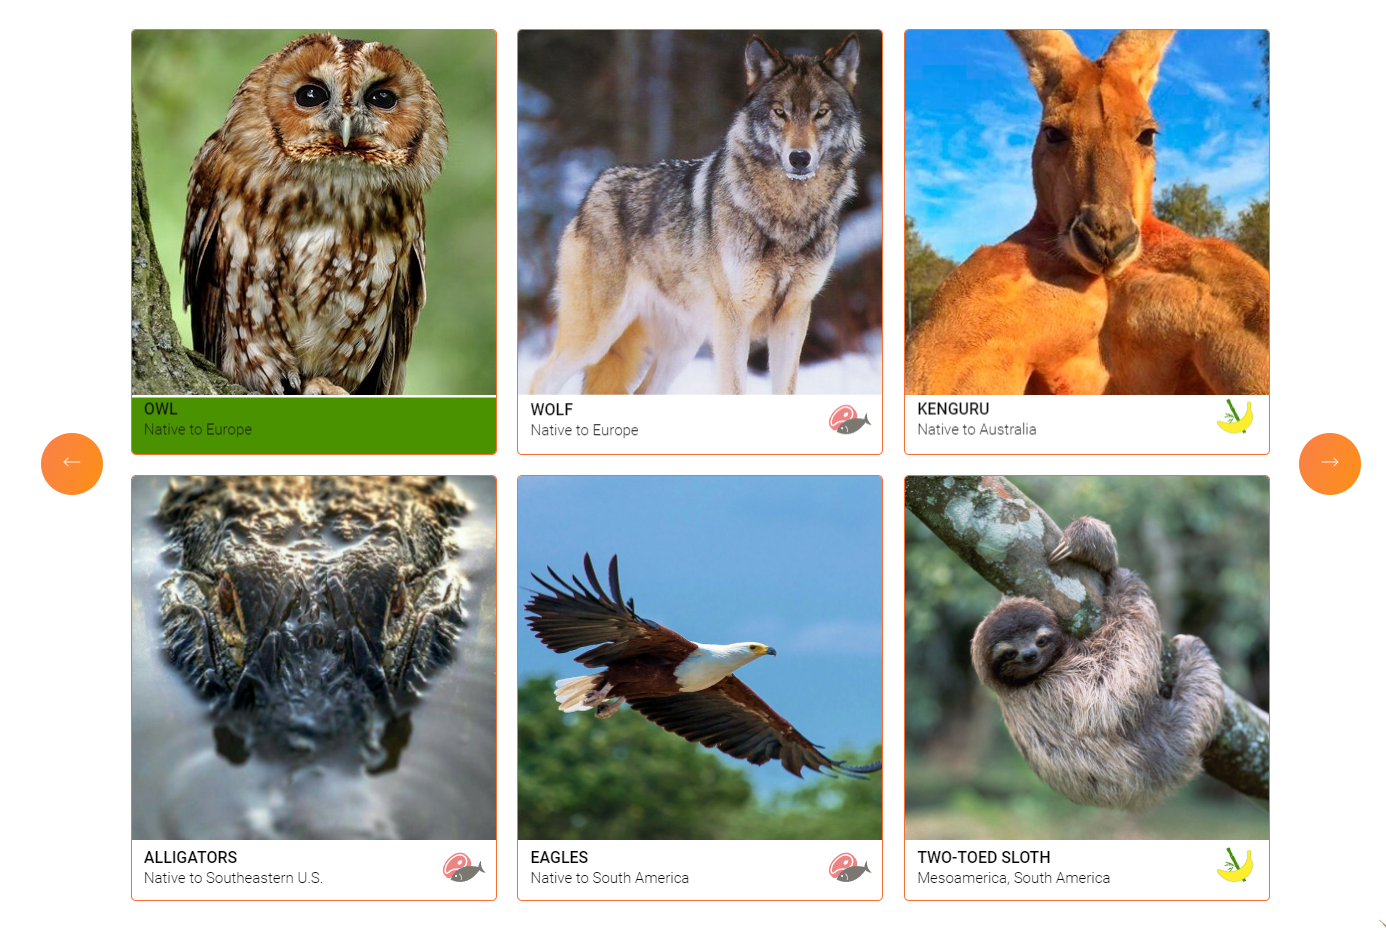 OWL
Native to Europe
WOLF
Native to Europe
KENGURU
Native to Australia
ALLIGATORS
Native to Southeastern U.S.
EAGLES
Native to South America
TWO-TOED SLOTH
Mesoamerica, South America